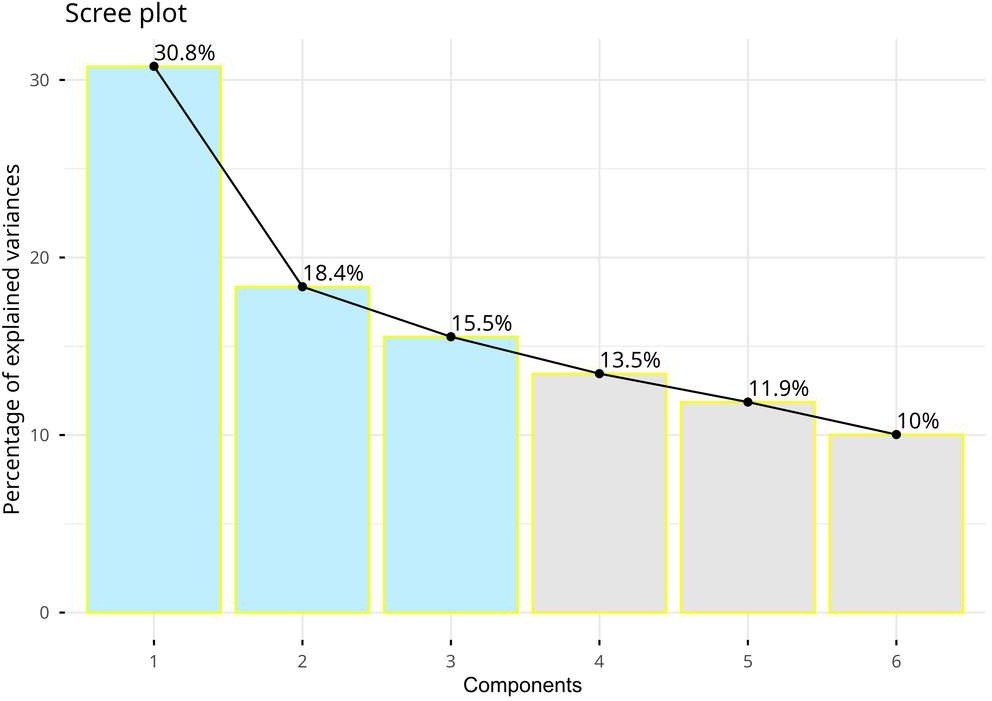 Scree plot
30.8%
30
18.4%
20
15.5%
13.5%
11.9%
10%
10
0
1 2 3 4 5 6
Components
Percentage of explained variances